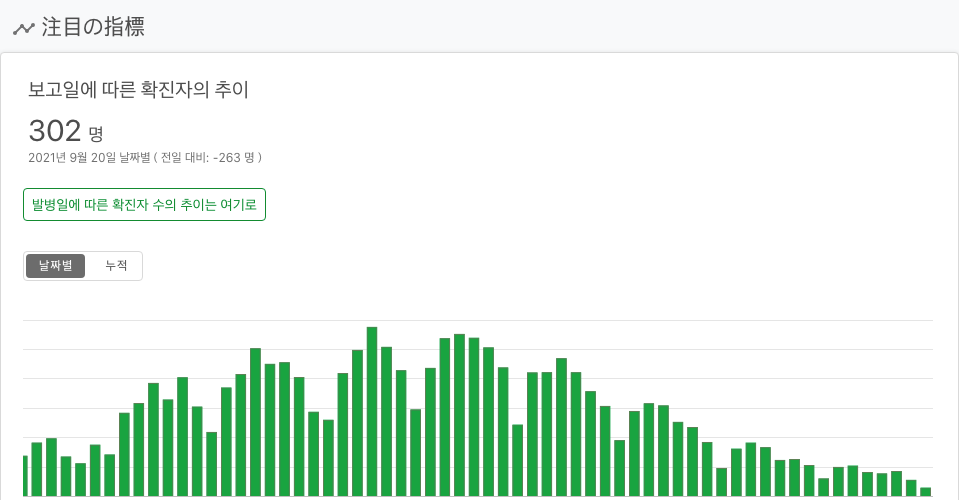 注目の指標
보고일에 따른 확진자의 추이
302 명
2021년 9월 20일 날짜별 ( 전일 대비: -263 명 )
발병일에 따른 확진자 수의 추이는 여기로
날짜별 누적